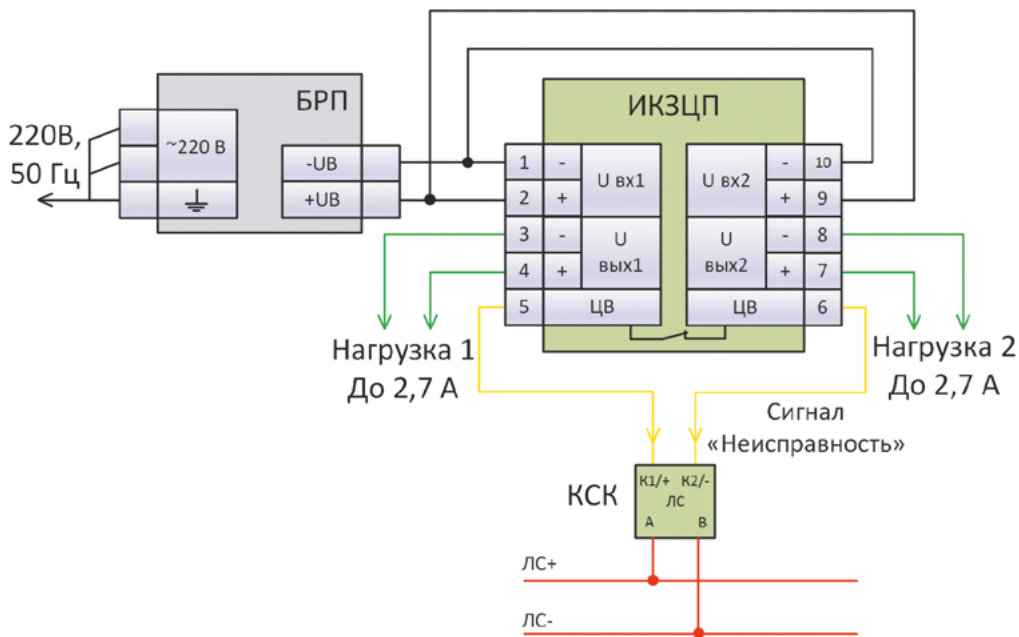 БРП
ИКЗЦП
220В,
50 Гц
~220 В
-UB
+UB
1 -
2 +
U вх1
3 -
4 +
U
вых1
5 ЦВ
U вх2
- 10
+ 9
U
вых2
- 8
+ 7
ЦВ 6
Нагрузка 1
До 2,7 А
Нагрузка 2
До 2,7 А
Сигнал
«Неисправность»
КСК
К1/+ К2/-
ЛС
А В
ЛС+
ЛС-